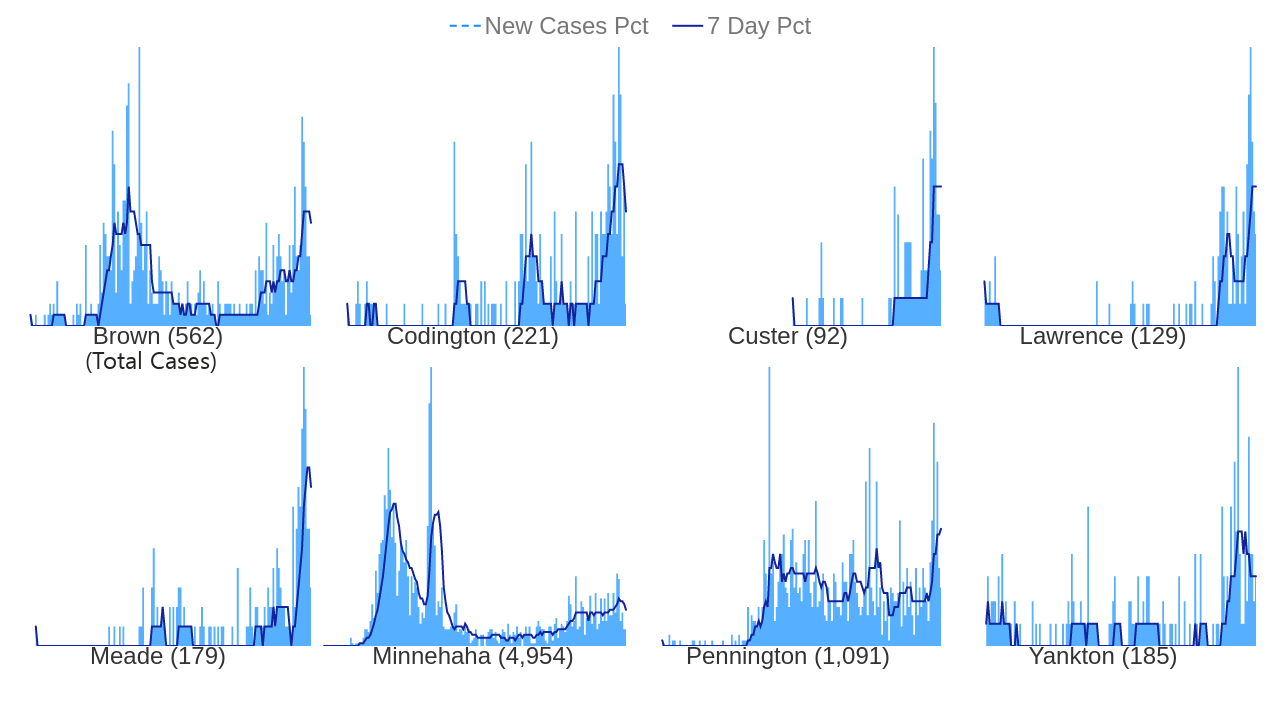 New Cases Pct 7 Day Pct
Brown (562) Codington (221) Custer (92) Lawrence (129)
(Total Cases)
Meade (179) Minnehaha (4,954) Pennington (1,091) Yankton (185)